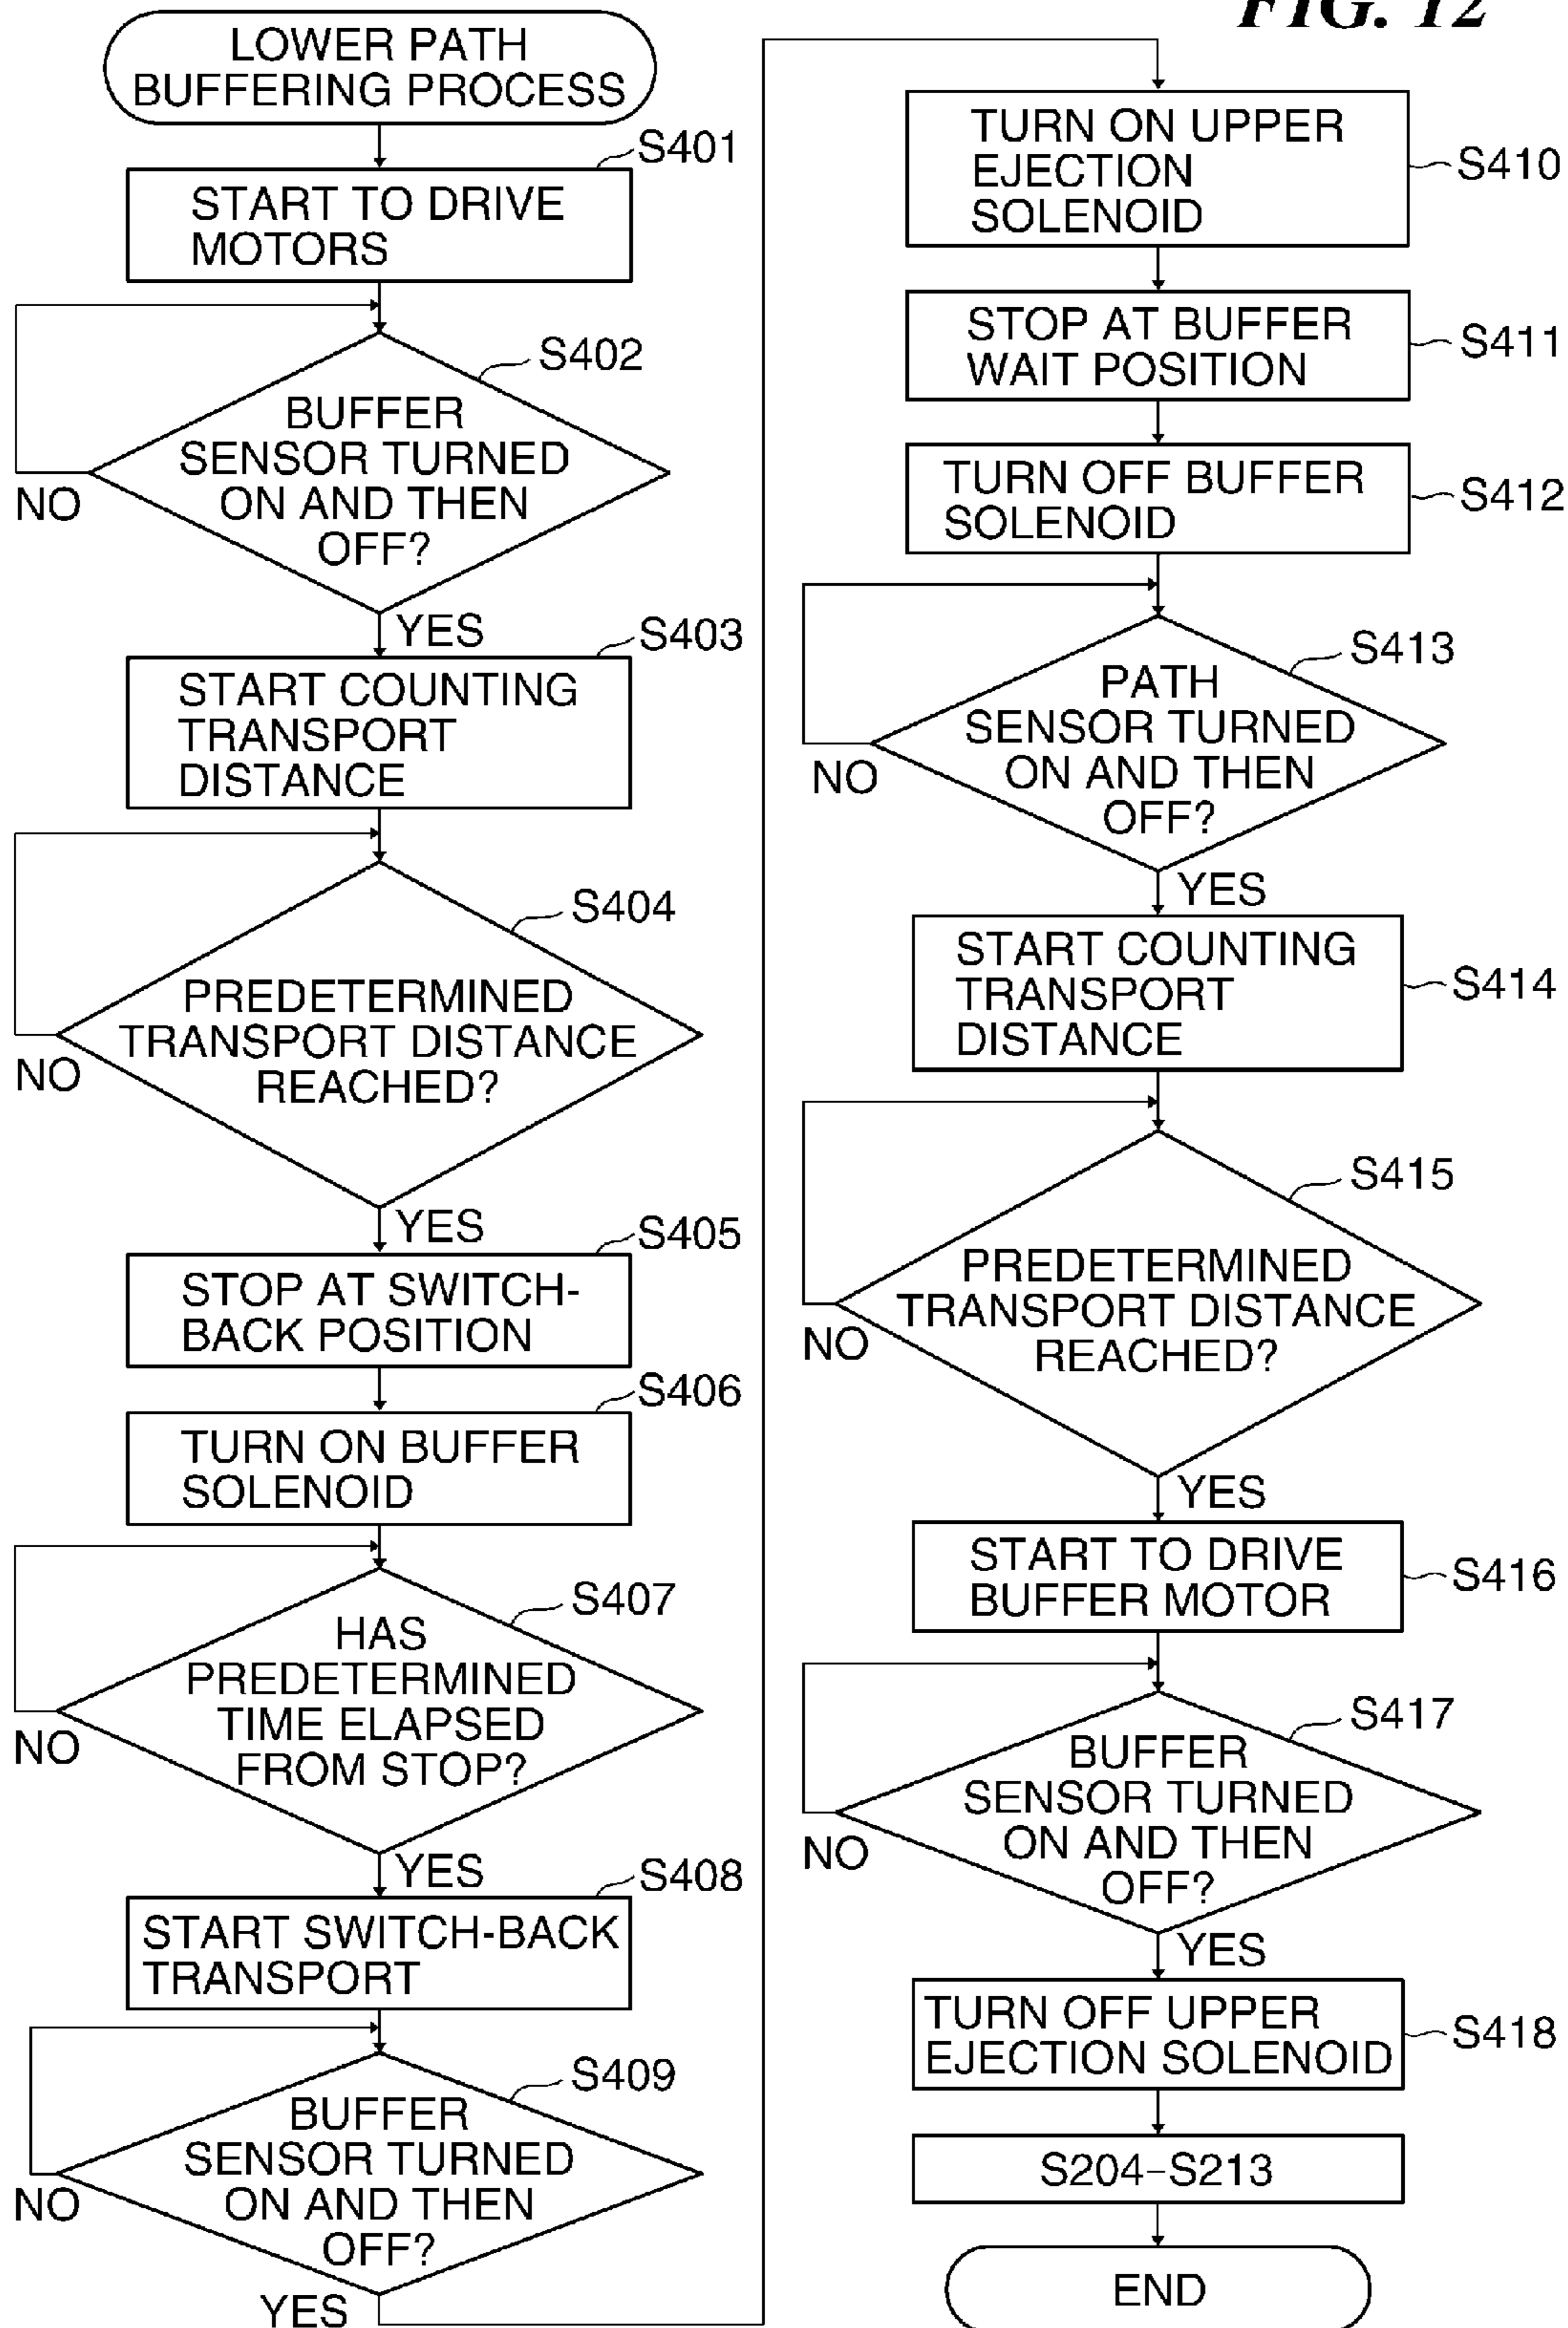 FIG. 12
LOWER PATH
BUFFERING PROCESS
S401
START TO DRIVE
MOTORS
S402
BUFFER
SENSOR TURNED
ON AND THEN
OFF?
NO
YES
S403
START COUNTING
TRANSPORT
DISTANCE
S404
PREDETERMINED
TRANSPORT DISTANCE
REACHED?
NO
YES
S405
STOP AT SWITCH-
BACK POSITION
S406
TURN ON BUFFER
SOLENOID
S407
HAS
PREDETERMINED
TIME ELAPSED
FROM STOP?
NO
YES
S408
START SWITCH-BACK
TRANSPORT
S409
BUFFER
SENSOR TURNED
ON AND THEN
OFF?
NO
YES
TURN ON UPPER
EJECTION
SOLENOID
S410
STOP AT BUFFER
WAIT POSITION
S411
TURN OFF BUFFER
SOLENOID
S412
S413
PATH
SENSOR TURNED
ON AND THEN
OFF?
NO
YES
START COUNTING
TRANSPORT
DISTANCE
S414
S415
PREDETERMINED
TRANSPORT DISTANCE
REACHED?
NO
YES
START TO DRIVE
BUFFER MOTOR
S416
S417
BUFFER
SENSOR TURNED
ON AND THEN
OFF?
NO
YES
TURN OFF UPPER
EJECTION SOLENOID
S418
S204–S213
END